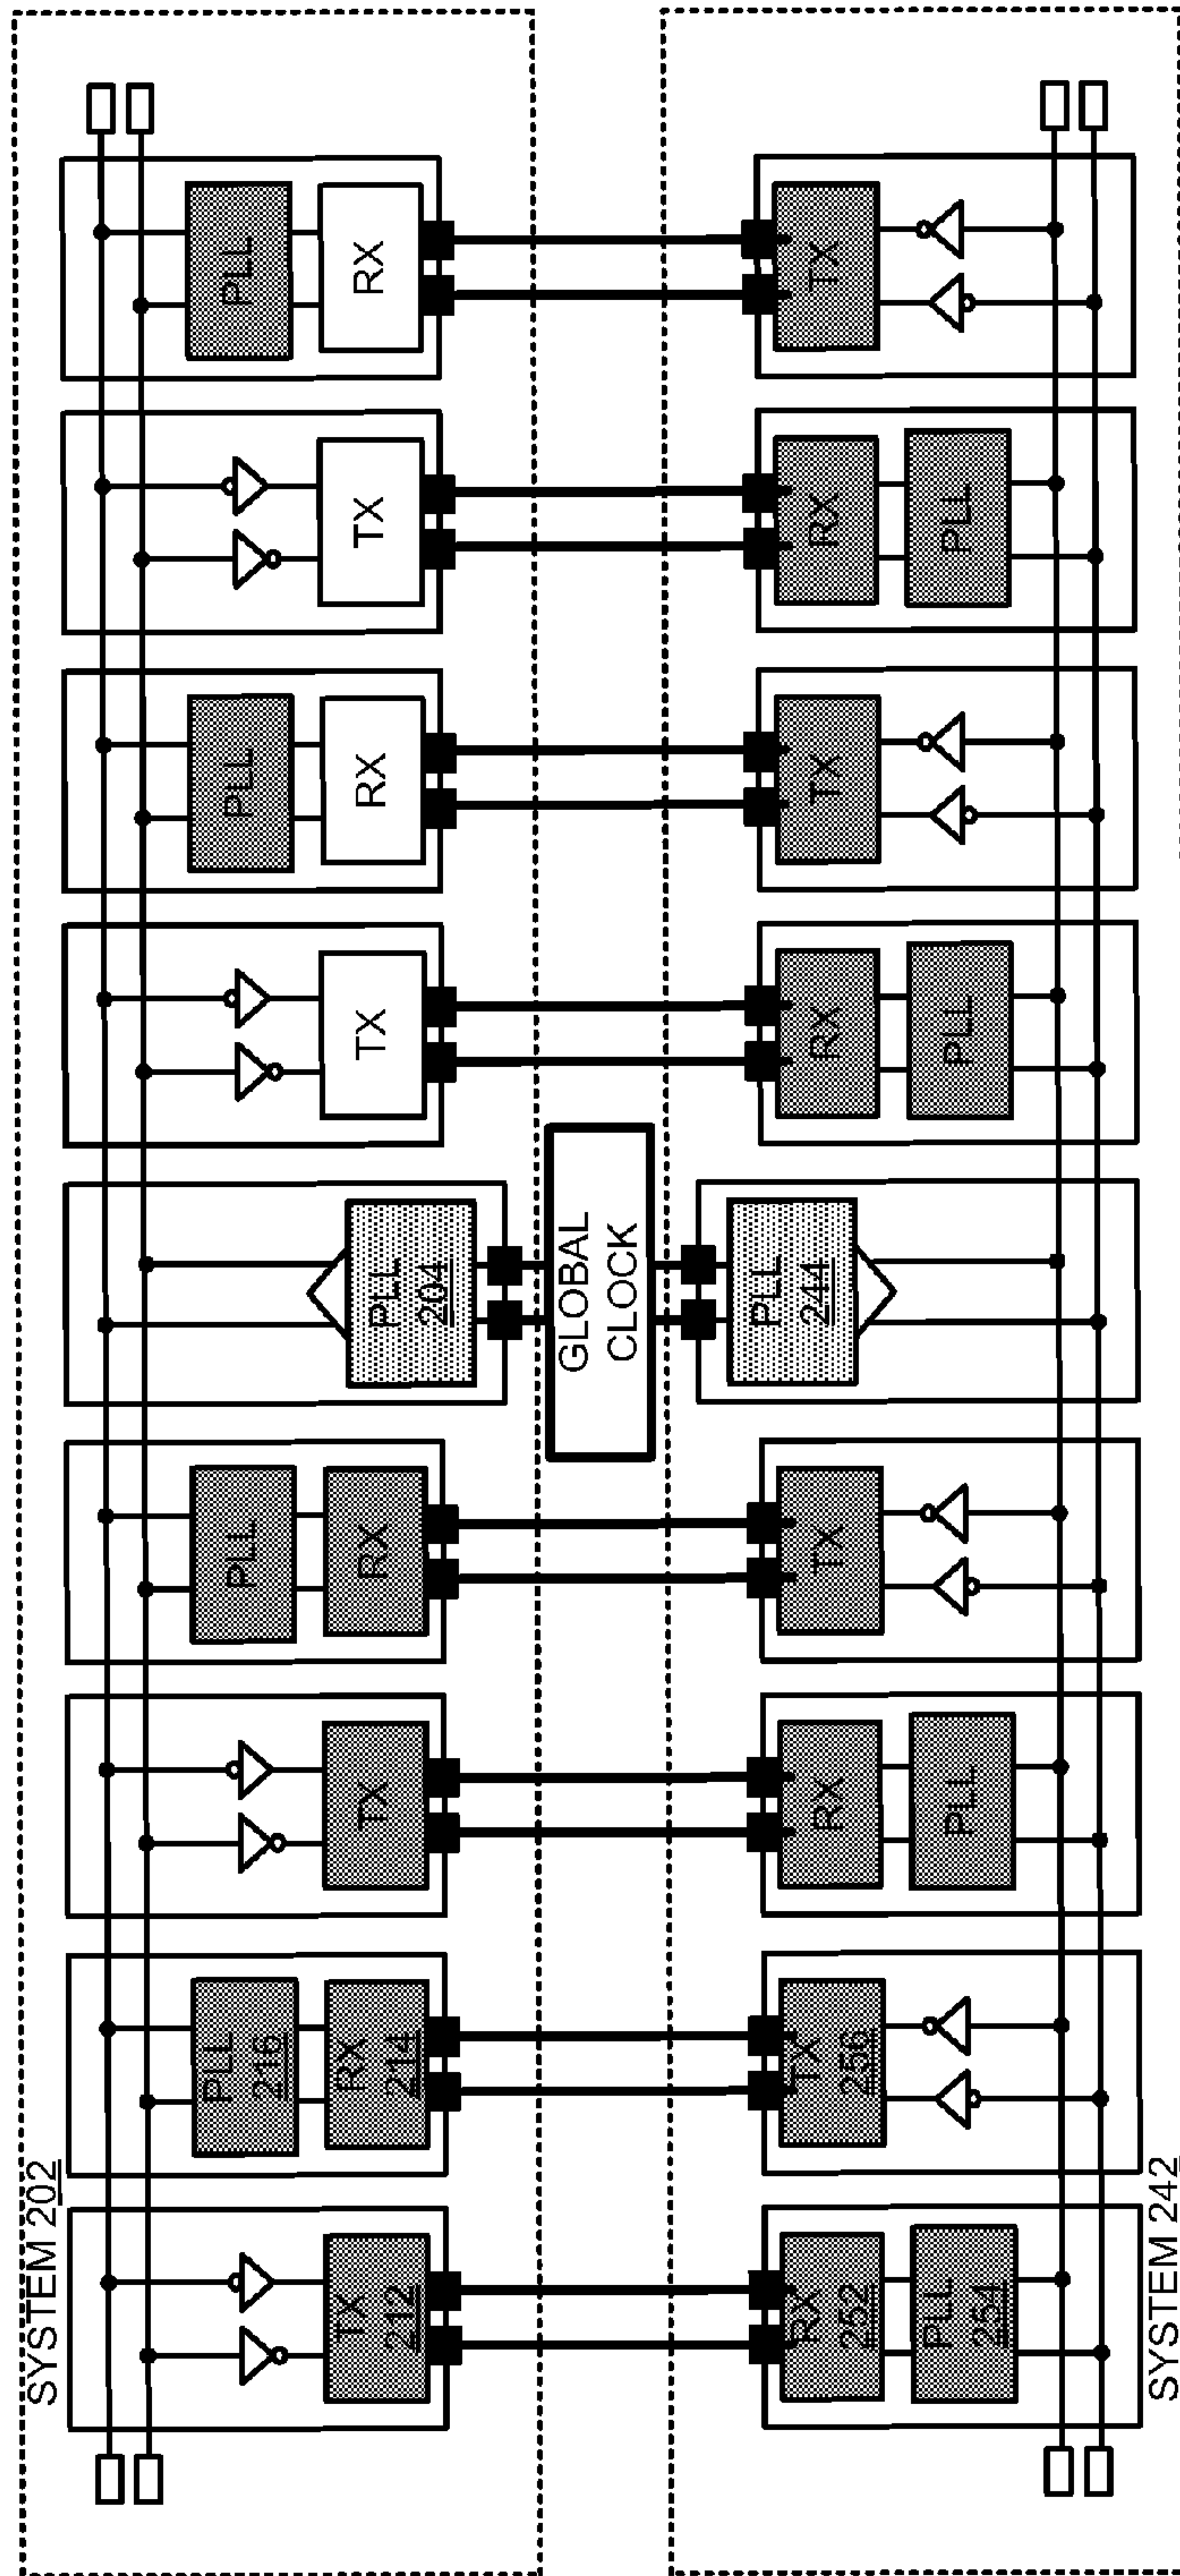 SYSTEM 202
TX
212
PLL
216
RX
214
TX
PLL
RX
PLL
204
TX
PLL
RX
TX
PLL
RX
GLOBAL
CLOCK
RX
252
PLL
254
TX
256
RX
PLL
TX
PLL
244
RX
PLL
TX
RX
PLL
TX
SYSTEM 242